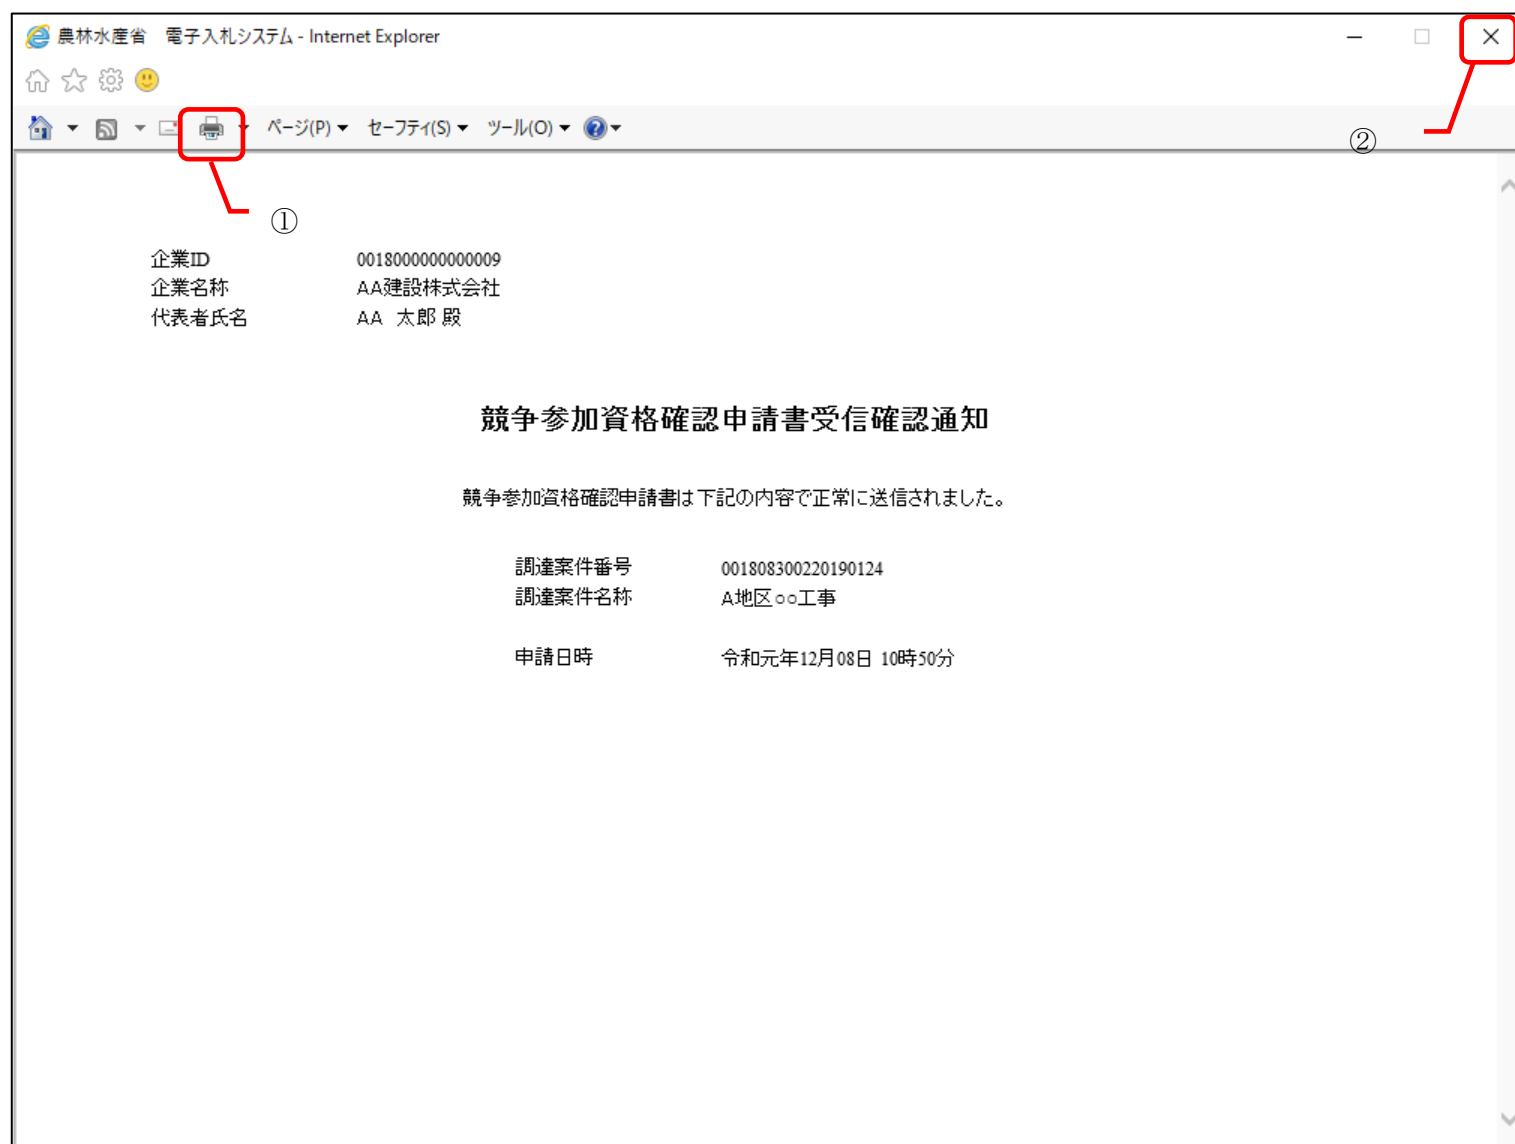 農林水産省　電子入札システム - Internet Explorer
ページ(P) セーフティ(S) ツール(O)
②
①
企業ID 0018000000000009
企業名称 AA建設株式会社
代表者氏名 AA 太郎 殿
競争参加資格確認申請書受信確認通知
競争参加資格確認申請書は下記の内容で正常に送信されました。
調達案件番号 001808300220190124
調達案件名称 A地区○○工事
申請日時 令和元年12月08日 10時50分